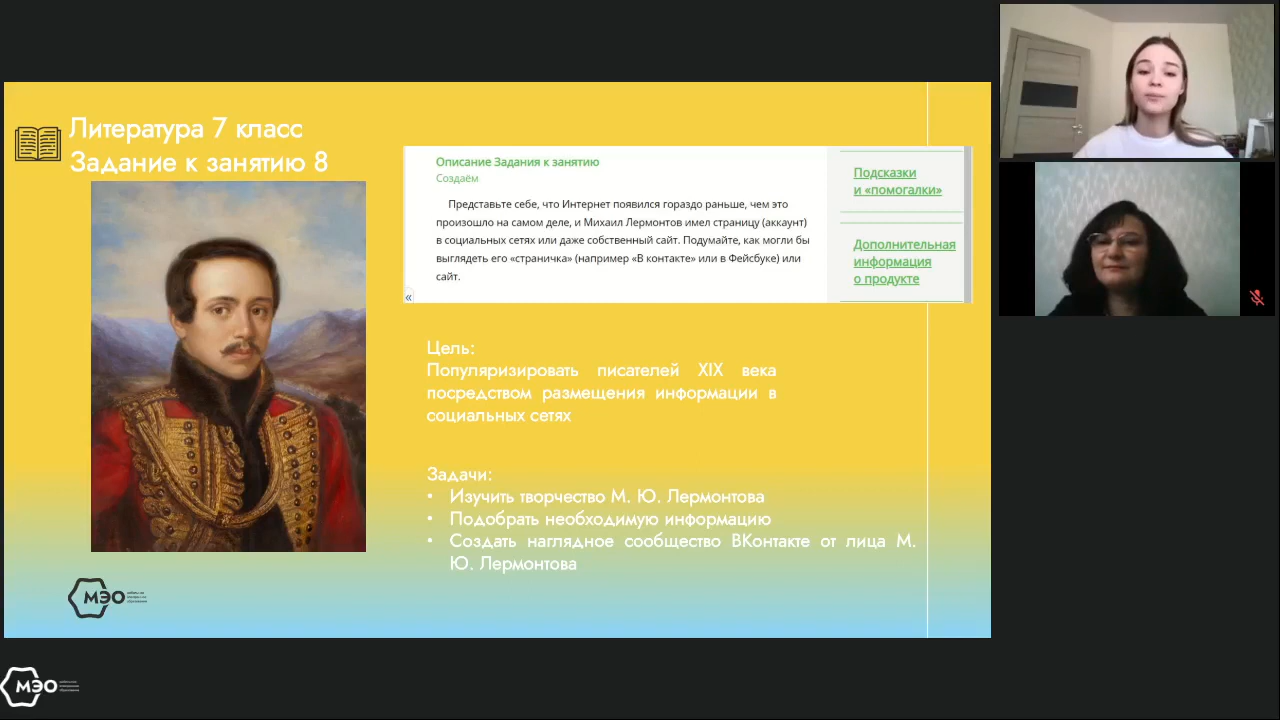 Литература 7 класс
Задание к занятию 8
Описание Задания к занятию
Создаём
Представьте себе, что Интернет появился гораздо раньше, чем это
произошло на самом деле, и Михаил Лермонтов имел страницу (аккаунт)
в социальных сетях или даже собственный сайт. Подумайте, как могли бы
выглядеть его «страничка» (например «В контакте» или в Фейсбуке) или
сайт.
«
Подсказки
и «помогалки»
Дополнительная
информация
о продукте
Цель:
Популяризировать писателей XIX века
посредством размещения информации в
социальных сетях
Задачи:
• Изучить творчество М. Ю. Лермонтова
• Подобрать необходимую информацию
• Создать наглядное сообщество ВКонтакте от лица М.
Ю. Лермонтова
МЭО
МЭО